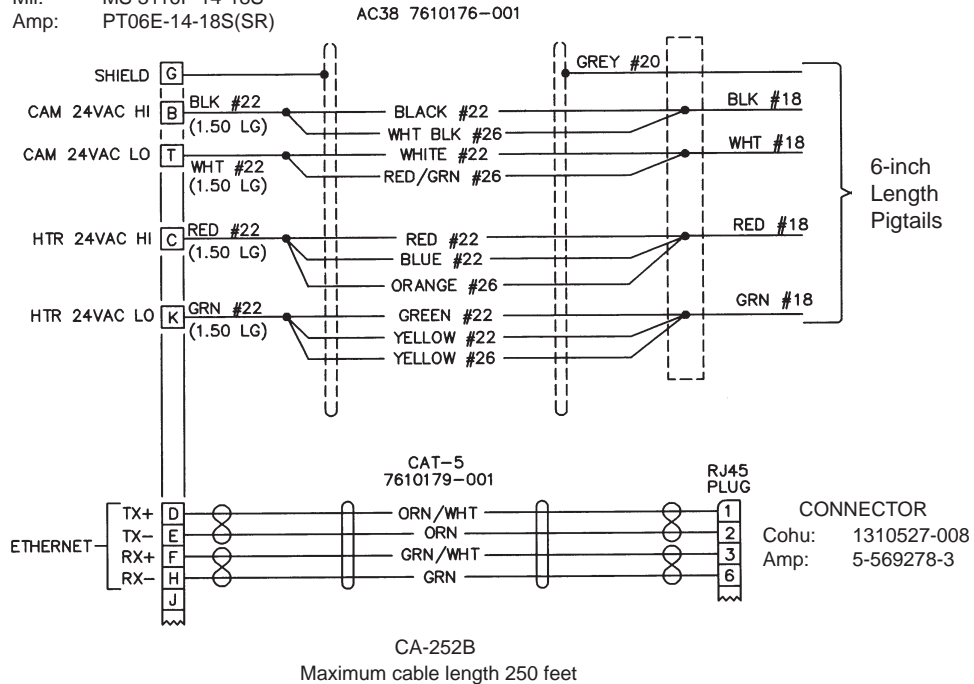 Amp: PT06E-14-18S(SR)
AC38 7610176-001
SHIELD G
GREY #20
CAM 24VAC HI B BLK #22
(1.50 LG)
BLACK #22
WHT BLK #26
BLK #18
CAM 24VAC LO T WHT #22
(1.50 LG)
WHITE #22
RED/GRN #26
WHT #18
HTR 24VAC HI C RED #22
(1.50 LG)
RED #22
BLUE #22
ORANGE #26
RED #18
HTR 24VAC LO K GRN #22
(1.50 LG)
GREEN #22
YELLOW #22
YELLOW #26
GRN #18
6-inch
Length
Pigtails
CAT-5
7610179-001
RJ45
PLUG
ETHERNET
TX+ D ORN/WHT 1
TX- E ORN 2
RX+ F GRN/WHT 3
RX- H GRN 6
J
CONNECTOR
Cohu: 1310527-008
Amp: 5-569278-3
CA-252B
Maximum cable length 250 feet